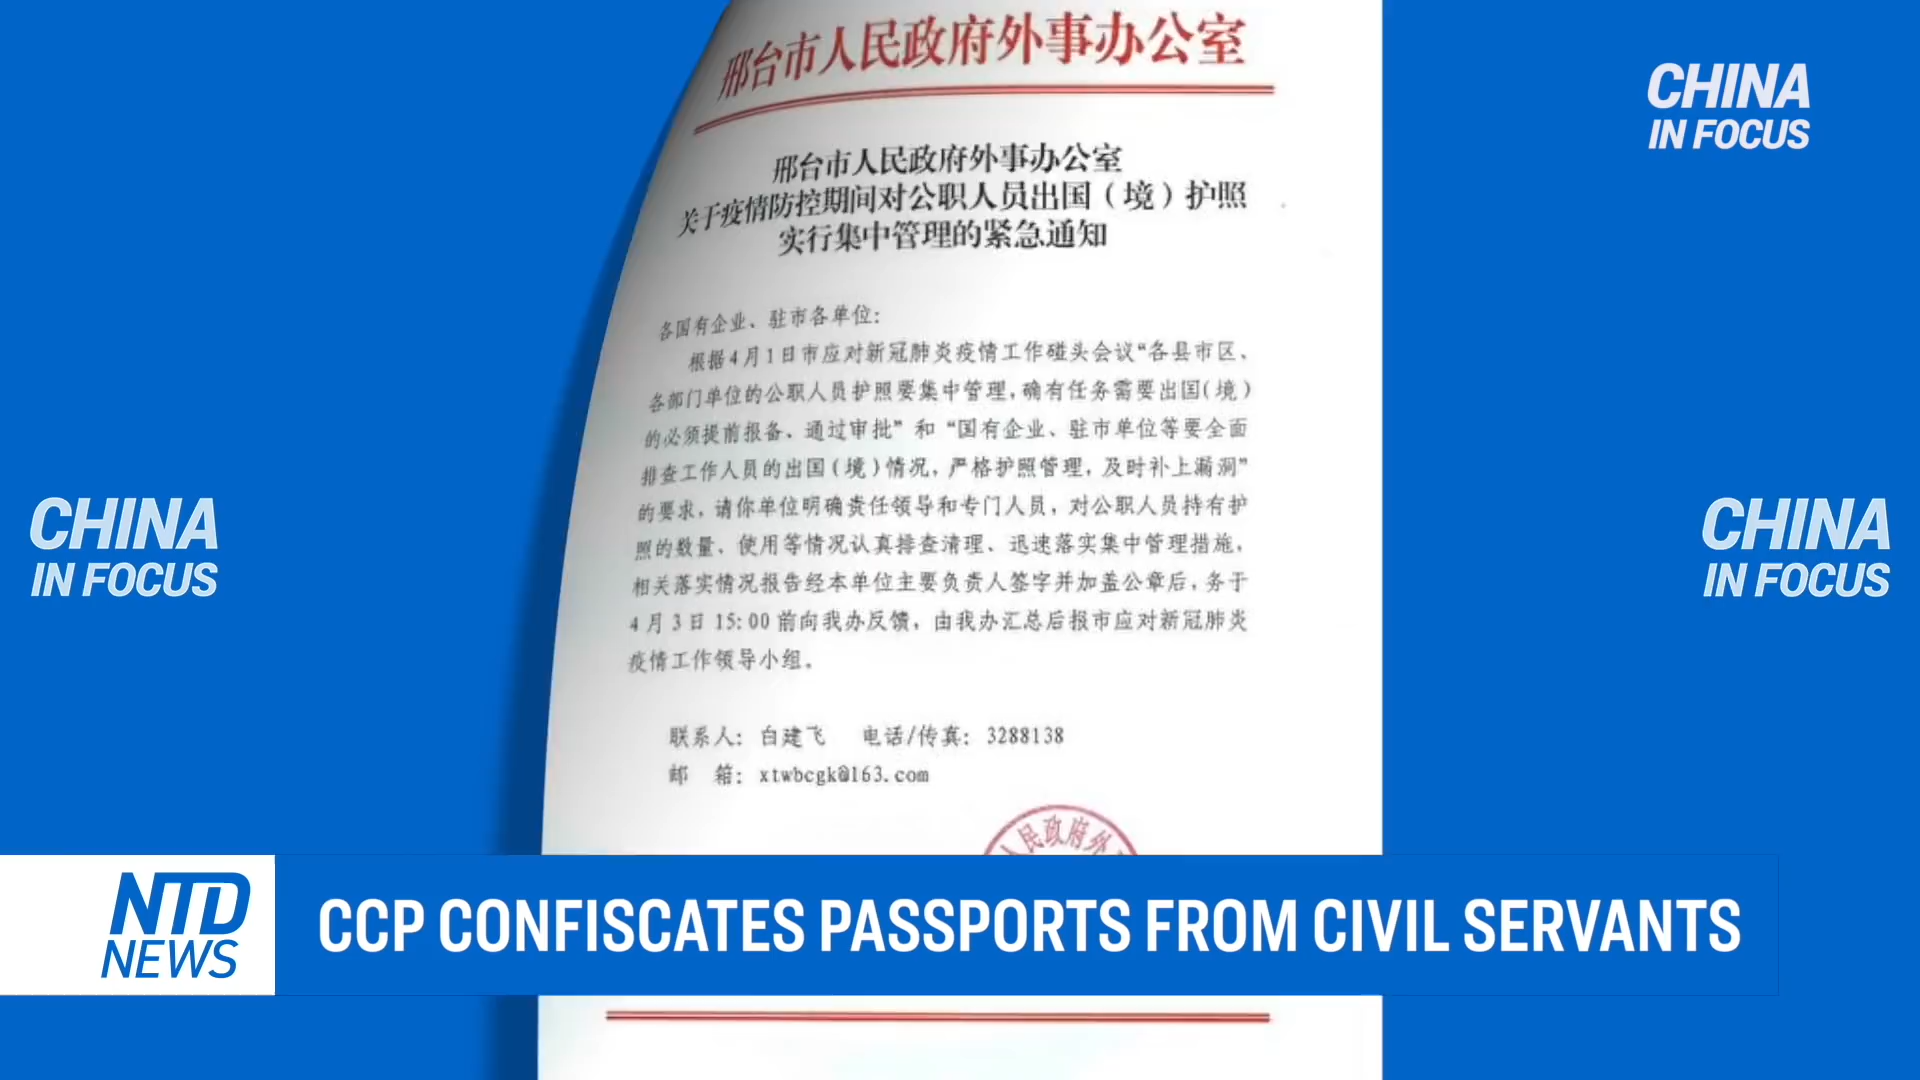 邢台市人民政府外事办公室
CHINA
IN FOCUS
邢台市人民政府外事办公室
关于疫情防控期间对公职人员出国（境）护照
实行集中管理的紧急通知
各国有企业、驻市各单位：
根据4月1日市应对新冠肺炎疫情工作碰头会议“各县市区、
各部门单位的公职人员护照要集中管理，确有任务需要出国（境）
的必须提前报备、通过审批”和“国有企业、驻市单位等要全面
排查工作人员的出国（境）情况，严格护照管理，及时补上漏洞”
的要求，请你单位明确责任领导和专门人员，对公职人员持有护
照的数量、使用等情况认真排查清理、迅速落实集中管理措施，
相关落实情况报告经本单位主要负责人签字并加盖公章后，务于
4月3日15:00前向我办反馈，由我办汇总后报市应对新冠肺炎
疫情工作领导小组。
CHINA
IN FOCUS
CHINA
IN FOCUS
联系人：白建飞 电话/传真：3288138
邮 箱：xtwbcgk@163.com
人民政府外
NTD
NEWS
CCP CONFISCATES PASSPORTS FROM CIVIL SERVANTS